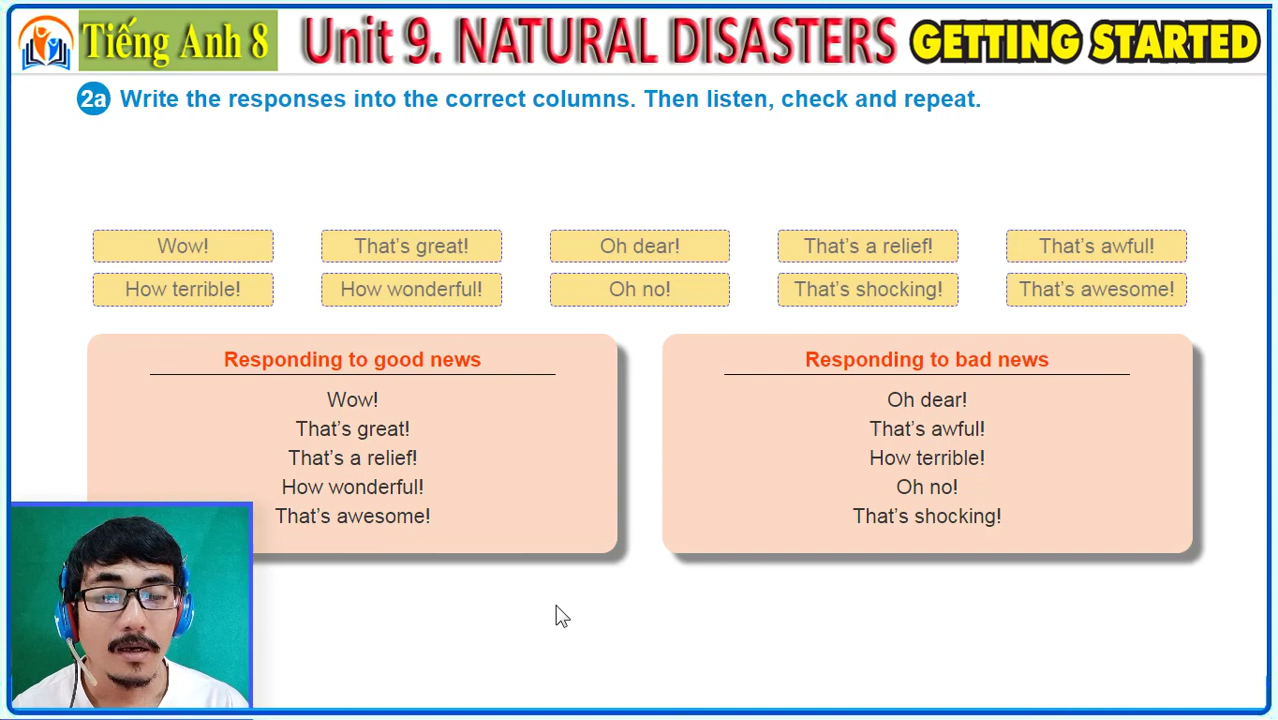 Tiếng Anh 8
Unit 9. NATURAL DISASTERS
GETTING STARTED
2a Write the responses into the correct columns. Then listen, check and repeat.
Wow! That's great! Oh dear! That's a relief! That's awful!
How terrible! How wonderful! Oh no! That's shocking! That's awesome!
Responding to good news
Wow!
That's great!
That's a relief!
How wonderful!
That's awesome!
Responding to bad news
Oh dear!
That's awful!
How terrible!
Oh no!
That's shocking!